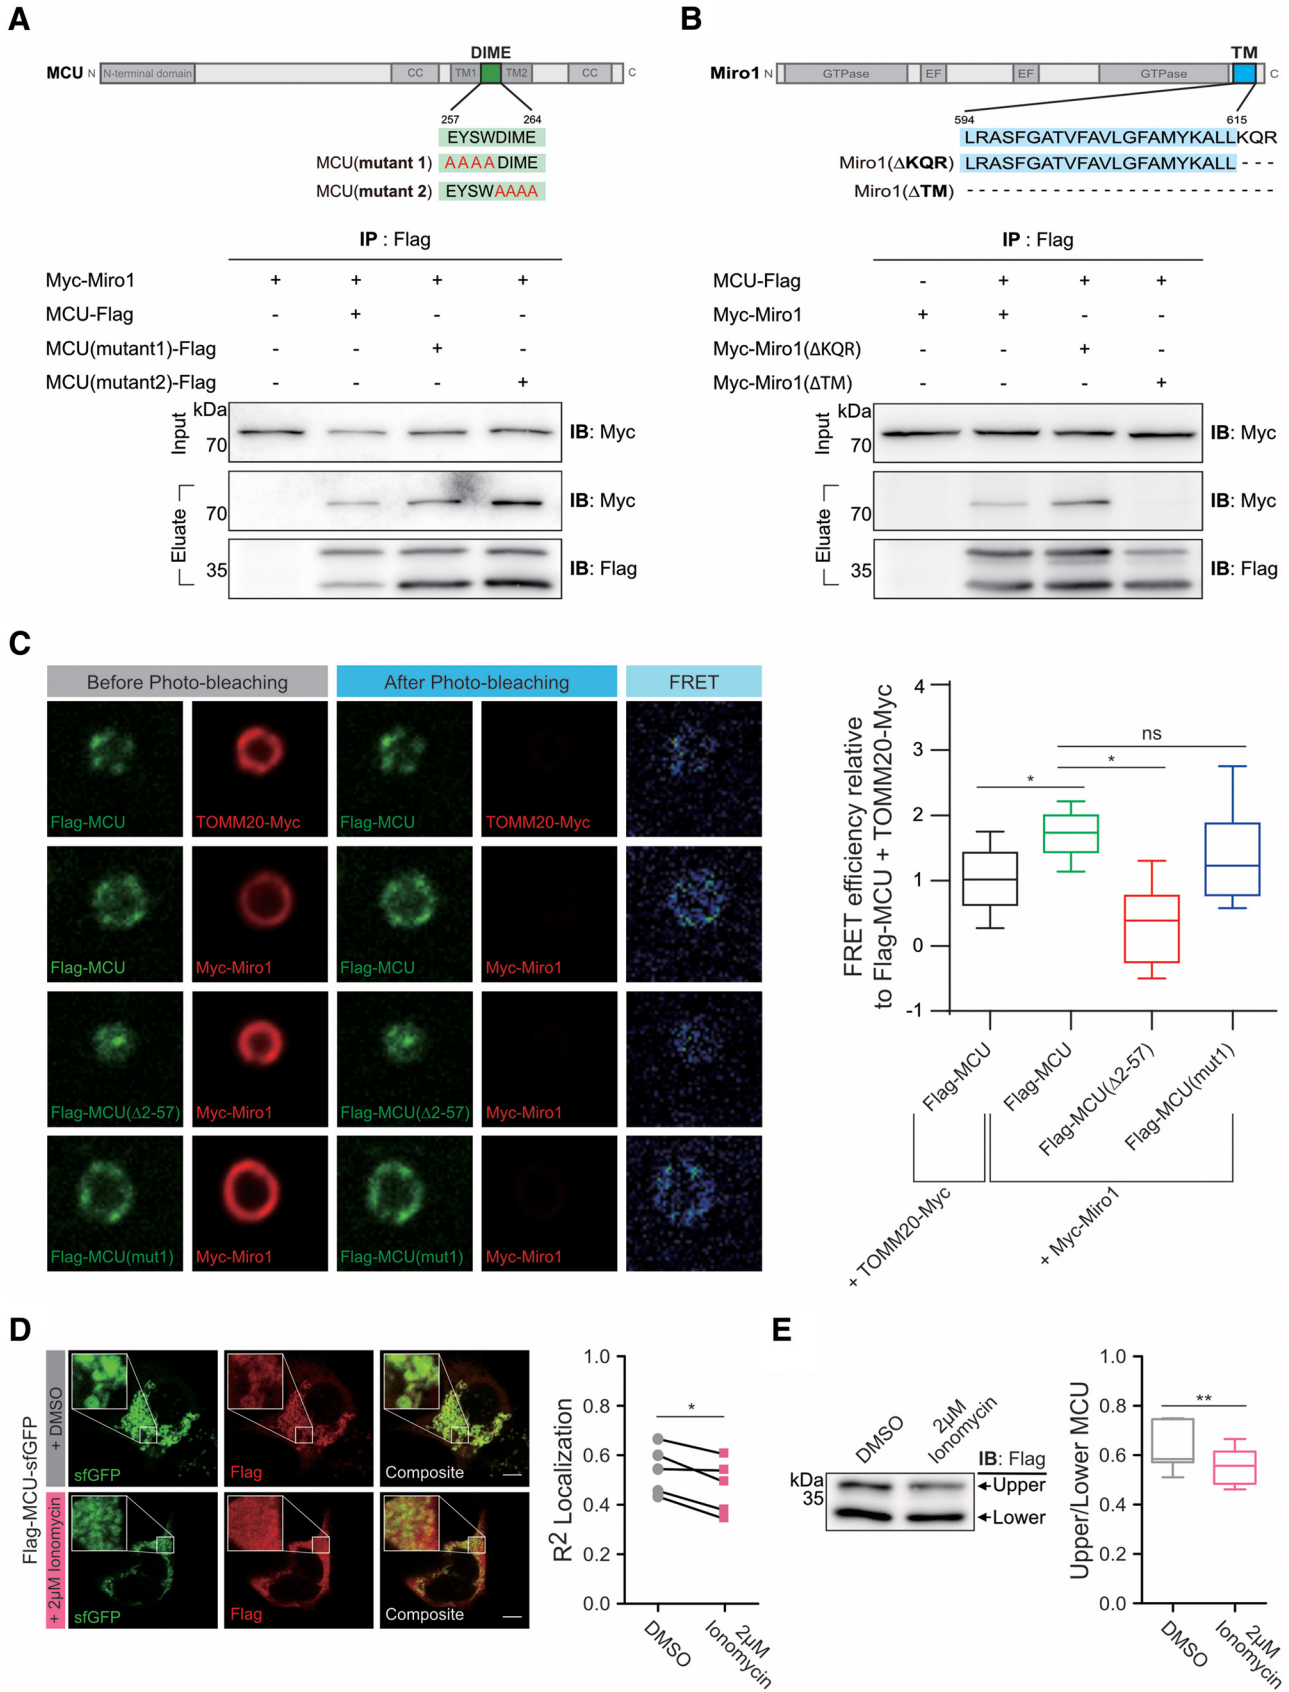 A
DIME
MCU N N-terminal domain CC TM1 TM2 CC C
257 264
EYSWDIME
MCU(mutant 1) AAAADIME
MCU(mutant 2) EYSWAAAA
IP : Flag
Myc-Miro1 + + + +
MCU-Flag - + - -
MCU(mutant1)-Flag - - + -
MCU(mutant2)-Flag - - - +
kDa
Input
70
IB: Myc
Eluate
70
IB: Myc
35
IB: Flag
B
TM
Miro1 N GTPase EF EF GTPase C
594 615
LRASFGATVFAVLGFAMYKALLKQR
Miro1(ΔKQR) LRASFGATVFAVLGFAMYKALL---
Miro1(ΔTM) -------------------------
IP : Flag
MCU-Flag - + + +
Myc-Miro1 + + - -
Myc-Miro1(ΔKQR) - - + -
Myc-Miro1(ΔTM) - - - +
kDa
Input
70
IB: Myc
Eluate
70
IB: Myc
35
IB: Flag
C
Before Photo-bleaching After Photo-bleaching FRET
Flag-MCU TOMM20-Myc Flag-MCU TOMM20-Myc
Flag-MCU Myc-Miro1 Flag-MCU Myc-Miro1
Flag-MCU(Δ2-57) Myc-Miro1 Flag-MCU(Δ2-57) Myc-Miro1
Flag-MCU(mut1) Myc-Miro1 Flag-MCU(mut1) Myc-Miro1
FRET efficiency relative
to Flag-MCU + TOMM20-Myc
4
3
2
1
0
-1
ns
*
*
Flag-MCU
Flag-MCU
Flag-MCU(Δ2-57)
Flag-MCU(mut1)
+ TOMM20-Myc
+ Myc-Miro1
D
Flag-MCU-sfGFP
+ DMSO
sfGFP Flag Composite
+ 2µM Ionomycin
sfGFP Flag Composite
R2 Localization
1.0
0.8
0.6
0.4
0.2
0.0
*
DMSO
2µM
Ionomycin
E
DMSO
2µM
Ionomycin
IB: Flag
kDa
35
Upper
Lower
Upper/Lower MCU
1.0
0.8
0.6
0.4
0.2
0.0
**
DMSO
2µM
Ionomycin